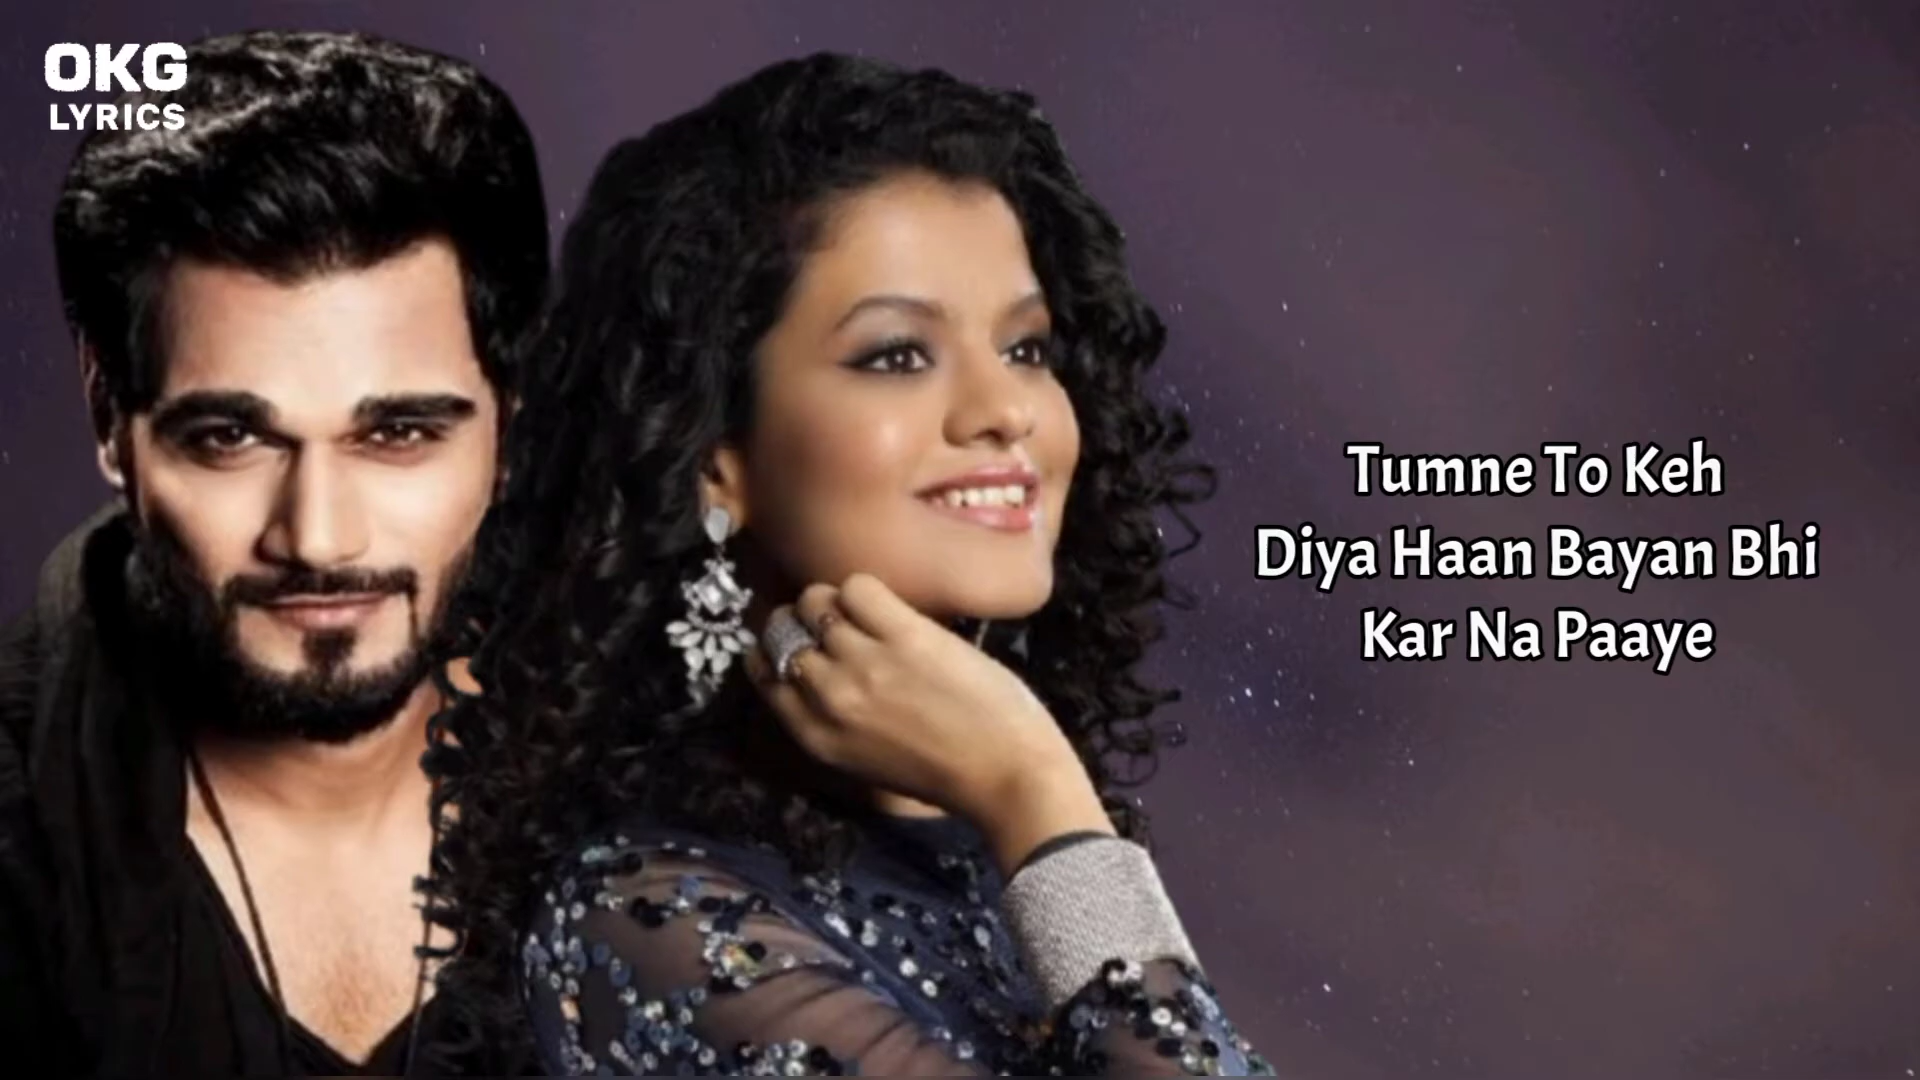 OKG
LYRICS
Tumne To Keh
Diya Haan Bayan Bhi
Kar Na Paaye